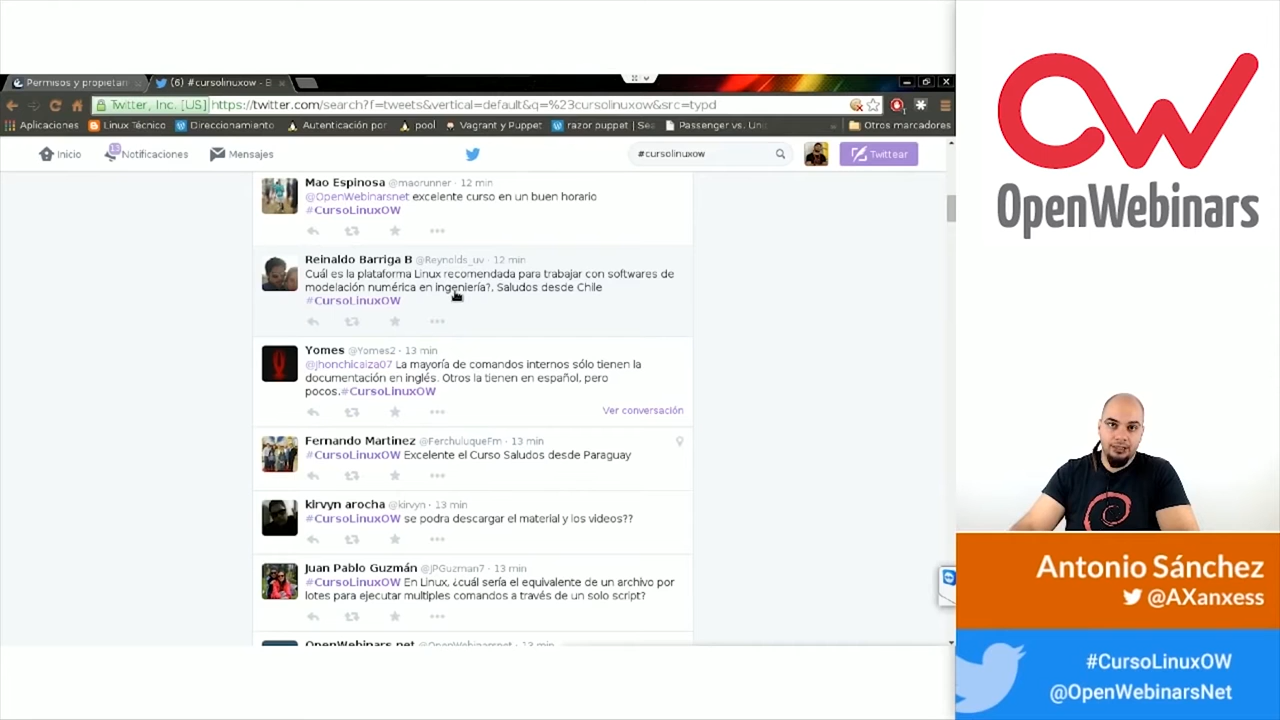 Permisos y propietan
(6) #cursolinuxow - B
Twitter, Inc. [US] https://twitter.com/search?f=tweets&vertical=default&q=%23cursolinuxow&src=typd
Aplicaciones Linux Técnico Direccionamiento Autenticación por pool Vagrant y Puppet razor puppet | Sea Passenger vs. Uni Otros marcadores
13
Inicio Notificaciones Mensajes #cursolinuxow Twittear
Mao Espinosa @maorunner · 12 min
@OpenWebinarsnet excelente curso en un buen horario
#CursoLinuxOW
Reinaldo Barriga B @Reynolds_uv · 12 min
Cuál es la plataforma Linux recomendada para trabajar con softwares de
modelación numérica en ingeniería?, Saludos desde Chile
#CursoLinuxOW
Yomes @Yomes2 · 13 min
@jhonchicaiza07 La mayoría de comandos internos sólo tienen la
documentación en inglés. Otros la tienen en español, pero
pocos.#CursoLinuxOW
Ver conversación
Fernando Martinez @FerchuluqueFm · 13 min
#CursoLinuxOW Excelente el Curso Saludos desde Paraguay
kirvyn arocha @kirvyn · 13 min
#CursoLinuxOW se podra descargar el material y los videos??
Juan Pablo Guzmán @JPGuzman7 · 13 min
#CursoLinuxOW En Linux, ¿cuál sería el equivalente de un archivo por
lotes para ejecutar multiples comandos a través de un solo script?
OpenWebinars.net @OpenWebinarsnet · 13 min
OpenWebinars
Antonio Sánchez
@AXanxess
#CursoLinuxOW
@OpenWebinarsNet